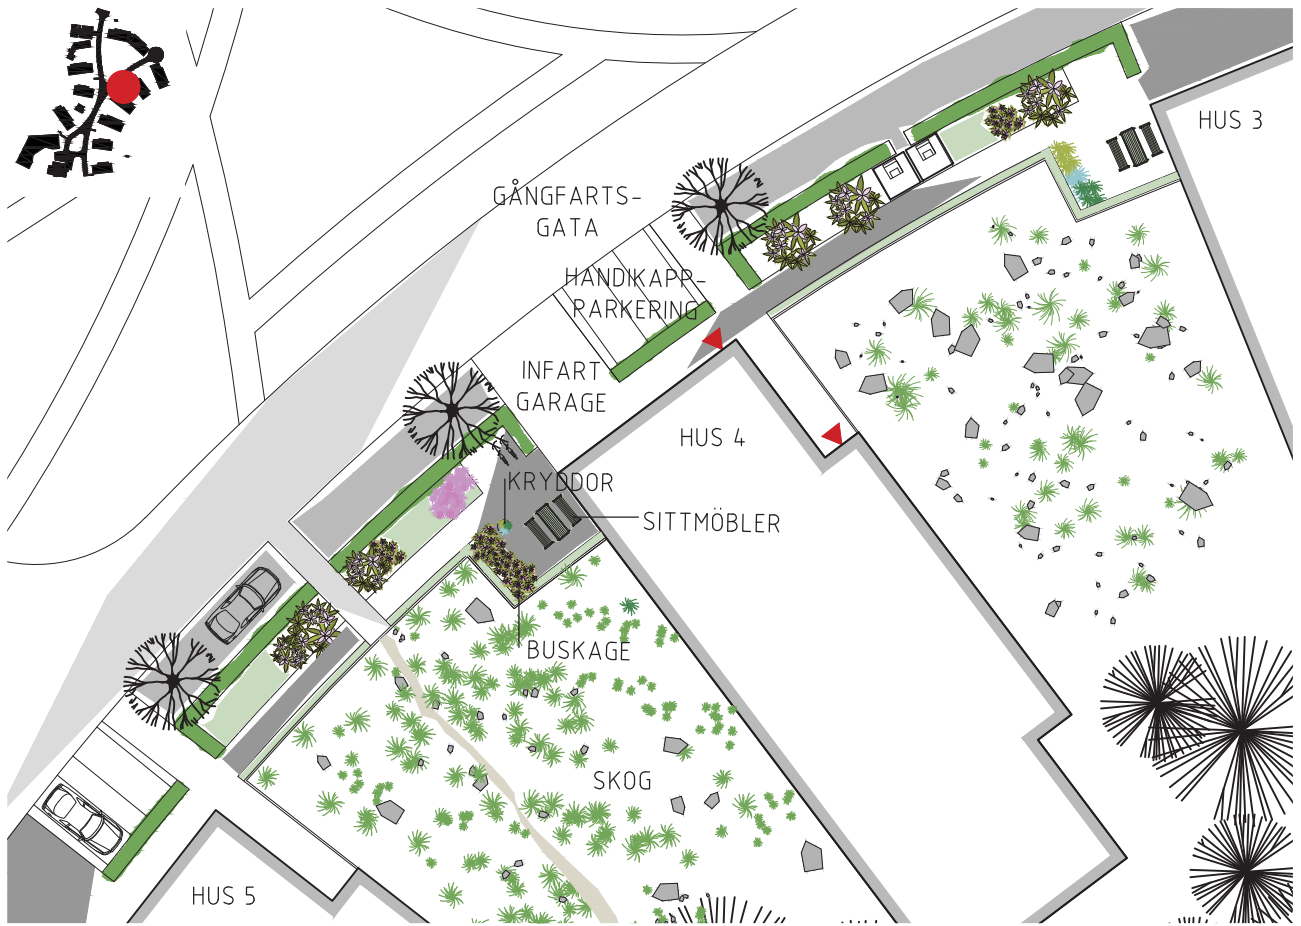 HUS 3
GÅNGFARTS-
GATA
HANDIKAPP-
PARKERING
INFART
GARAGE
HUS 4
KRYDDOR
SITTMÖBLER
BUSKAGE
SKOG
HUS 5